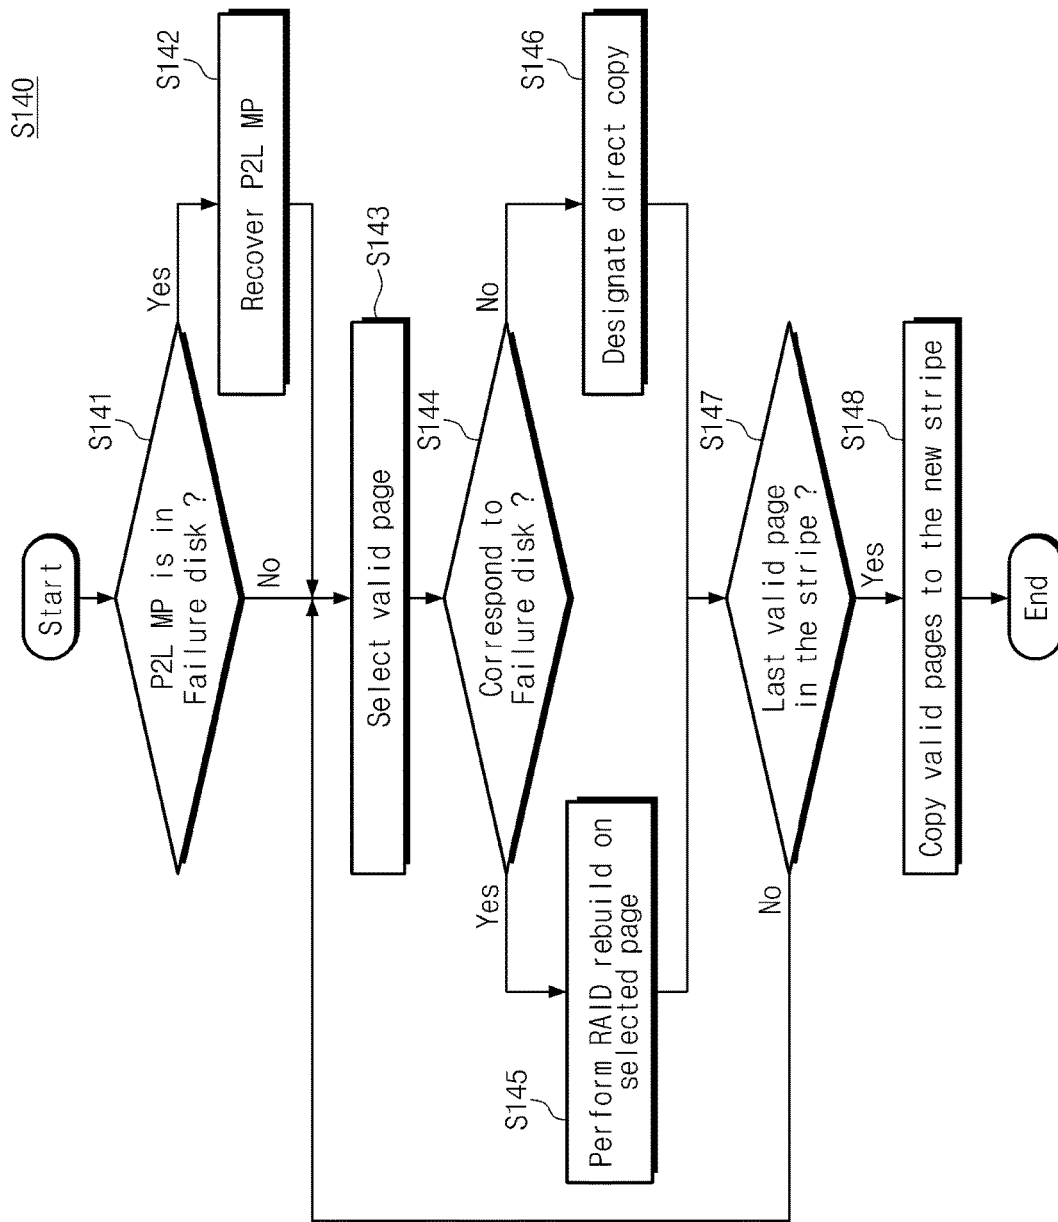 S140
Start
S141
P2L MP is in
Failure disk ?
Yes
S142
Recover P2L MP
No
S143
Select valid page
S144
Correspond to
Failure disk ?
Yes
No
S145
Perform RAID rebuild on
selected page
S146
Designate direct copy
S147
Last valid page
in the stripe ?
No
Yes
S148
Copy valid pages to the new stripe
End